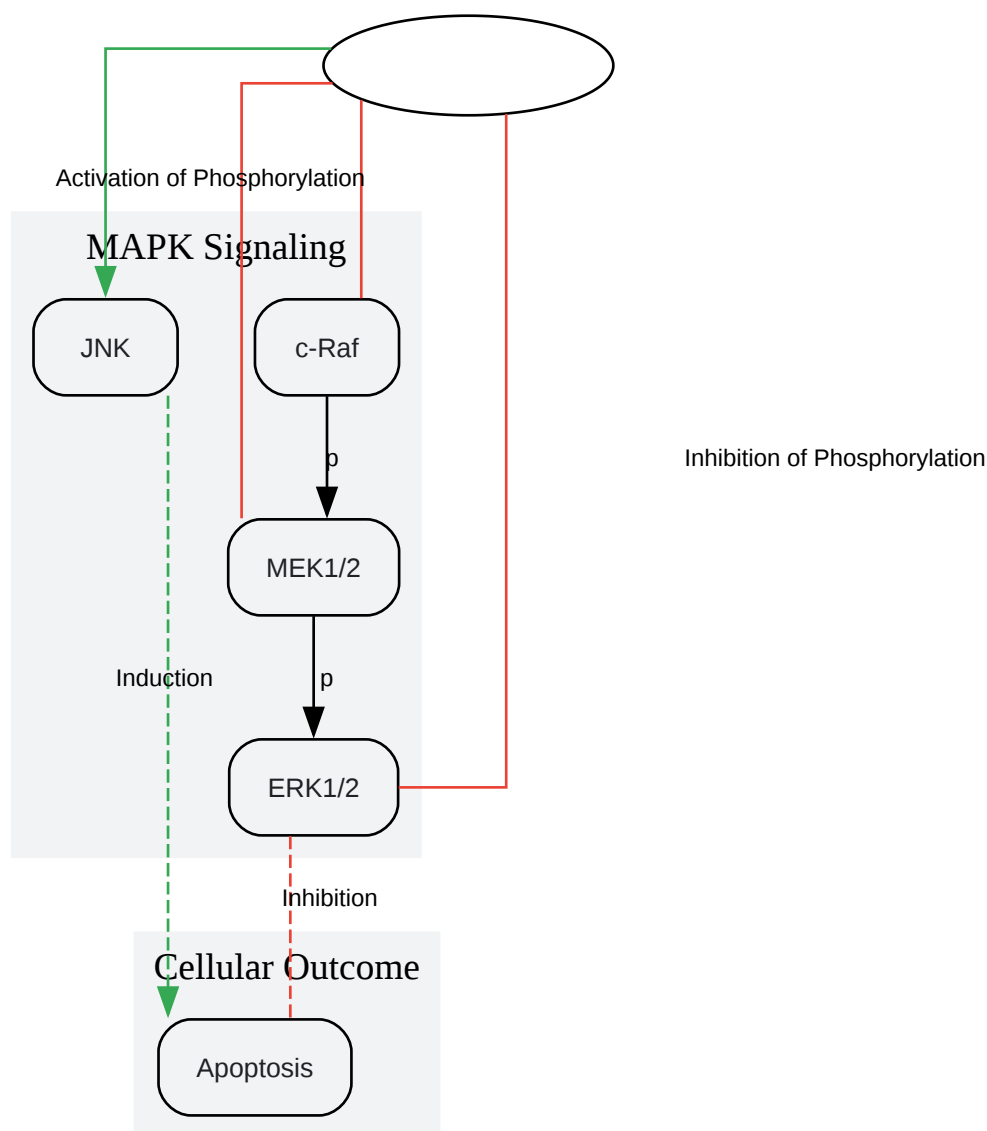 Activation of Phosphorylation
MAPK Signaling
JNK
c-Raf
p
Inhibition of Phosphorylation
MEK1/2
Induction
p
ERK1/2
Inhibition
Cellular Outcome
Apoptosis